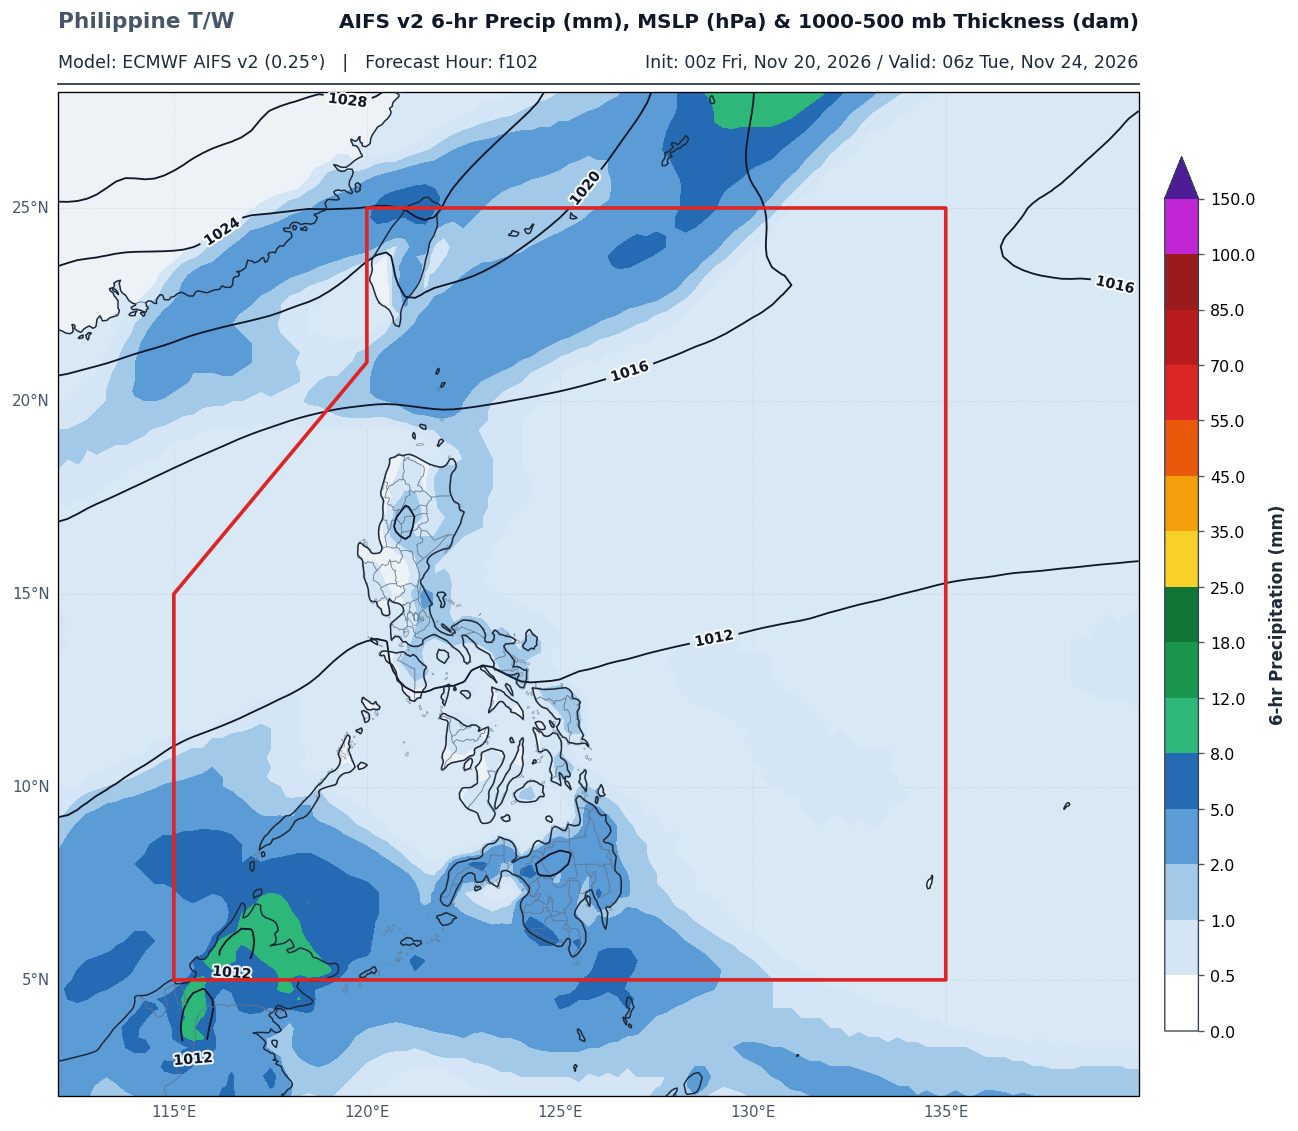 Philippine T/W
AIFS v2 6-hr Precip (mm), MSLP (hPa) & 1000-500 mb Thickness (dam)
Model: ECMWF AIFS v2 (0.25°) | Forecast Hour: f102
Init: 00z Fri, Nov 20, 2026 / Valid: 06z Tue, Nov 24, 2026
1028
1024
1020
1016
1016
1012
1012
1012
25°N
20°N
15°N
10°N
5°N
115°E
120°E
125°E
130°E
135°E
150.0
100.0
85.0
70.0
55.0
45.0
35.0
25.0
18.0
12.0
8.0
5.0
2.0
1.0
0.5
0.0
6-hr Precipitation (mm)